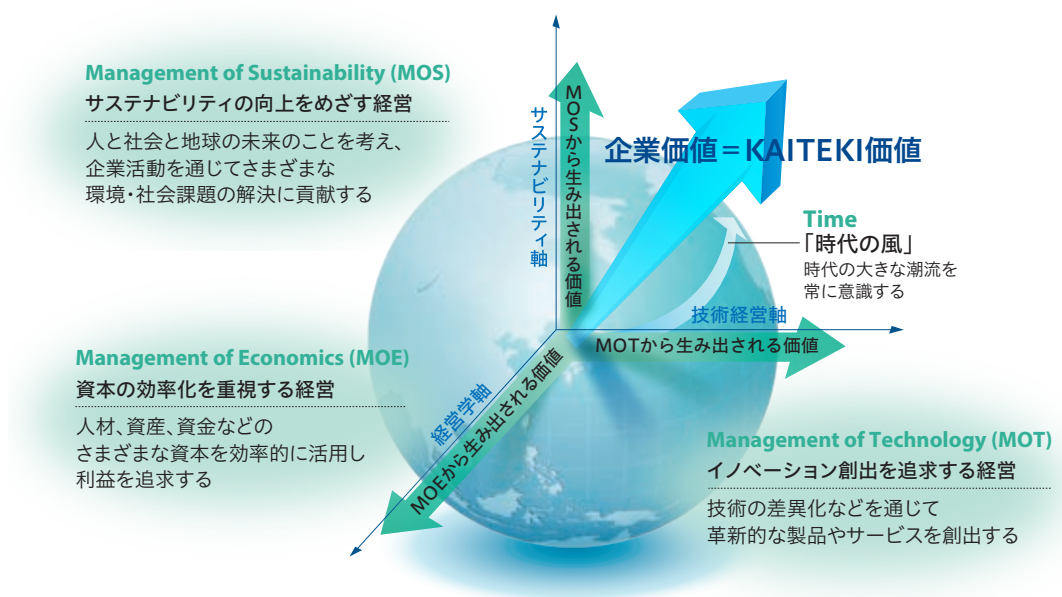 Management of Sustainability (MOS)
サステナビリティの向上をめざす経営
人と社会と地球の未来のことを考え、
企業活動を通じてさまざまな
環境・社会課題の解決に貢献する
サステナビリティ軸
MOSから生み出される価値
企業価値＝KAITEKI価値
Time
「時代の風」
時代の大きな潮流を
常に意識する
技術経営軸
MOTから生み出される価値
Management of Economics (MOE)
資本の効率化を重視する経営
人材、資産、資金などの
さまざまな資本を効率的に活用し
利益を追求する
経営学軸
MOEから生み出される価値
Management of Technology (MOT)
イノベーション創出を追求する経営
技術の差異化などを通じて
革新的な製品やサービスを創出する